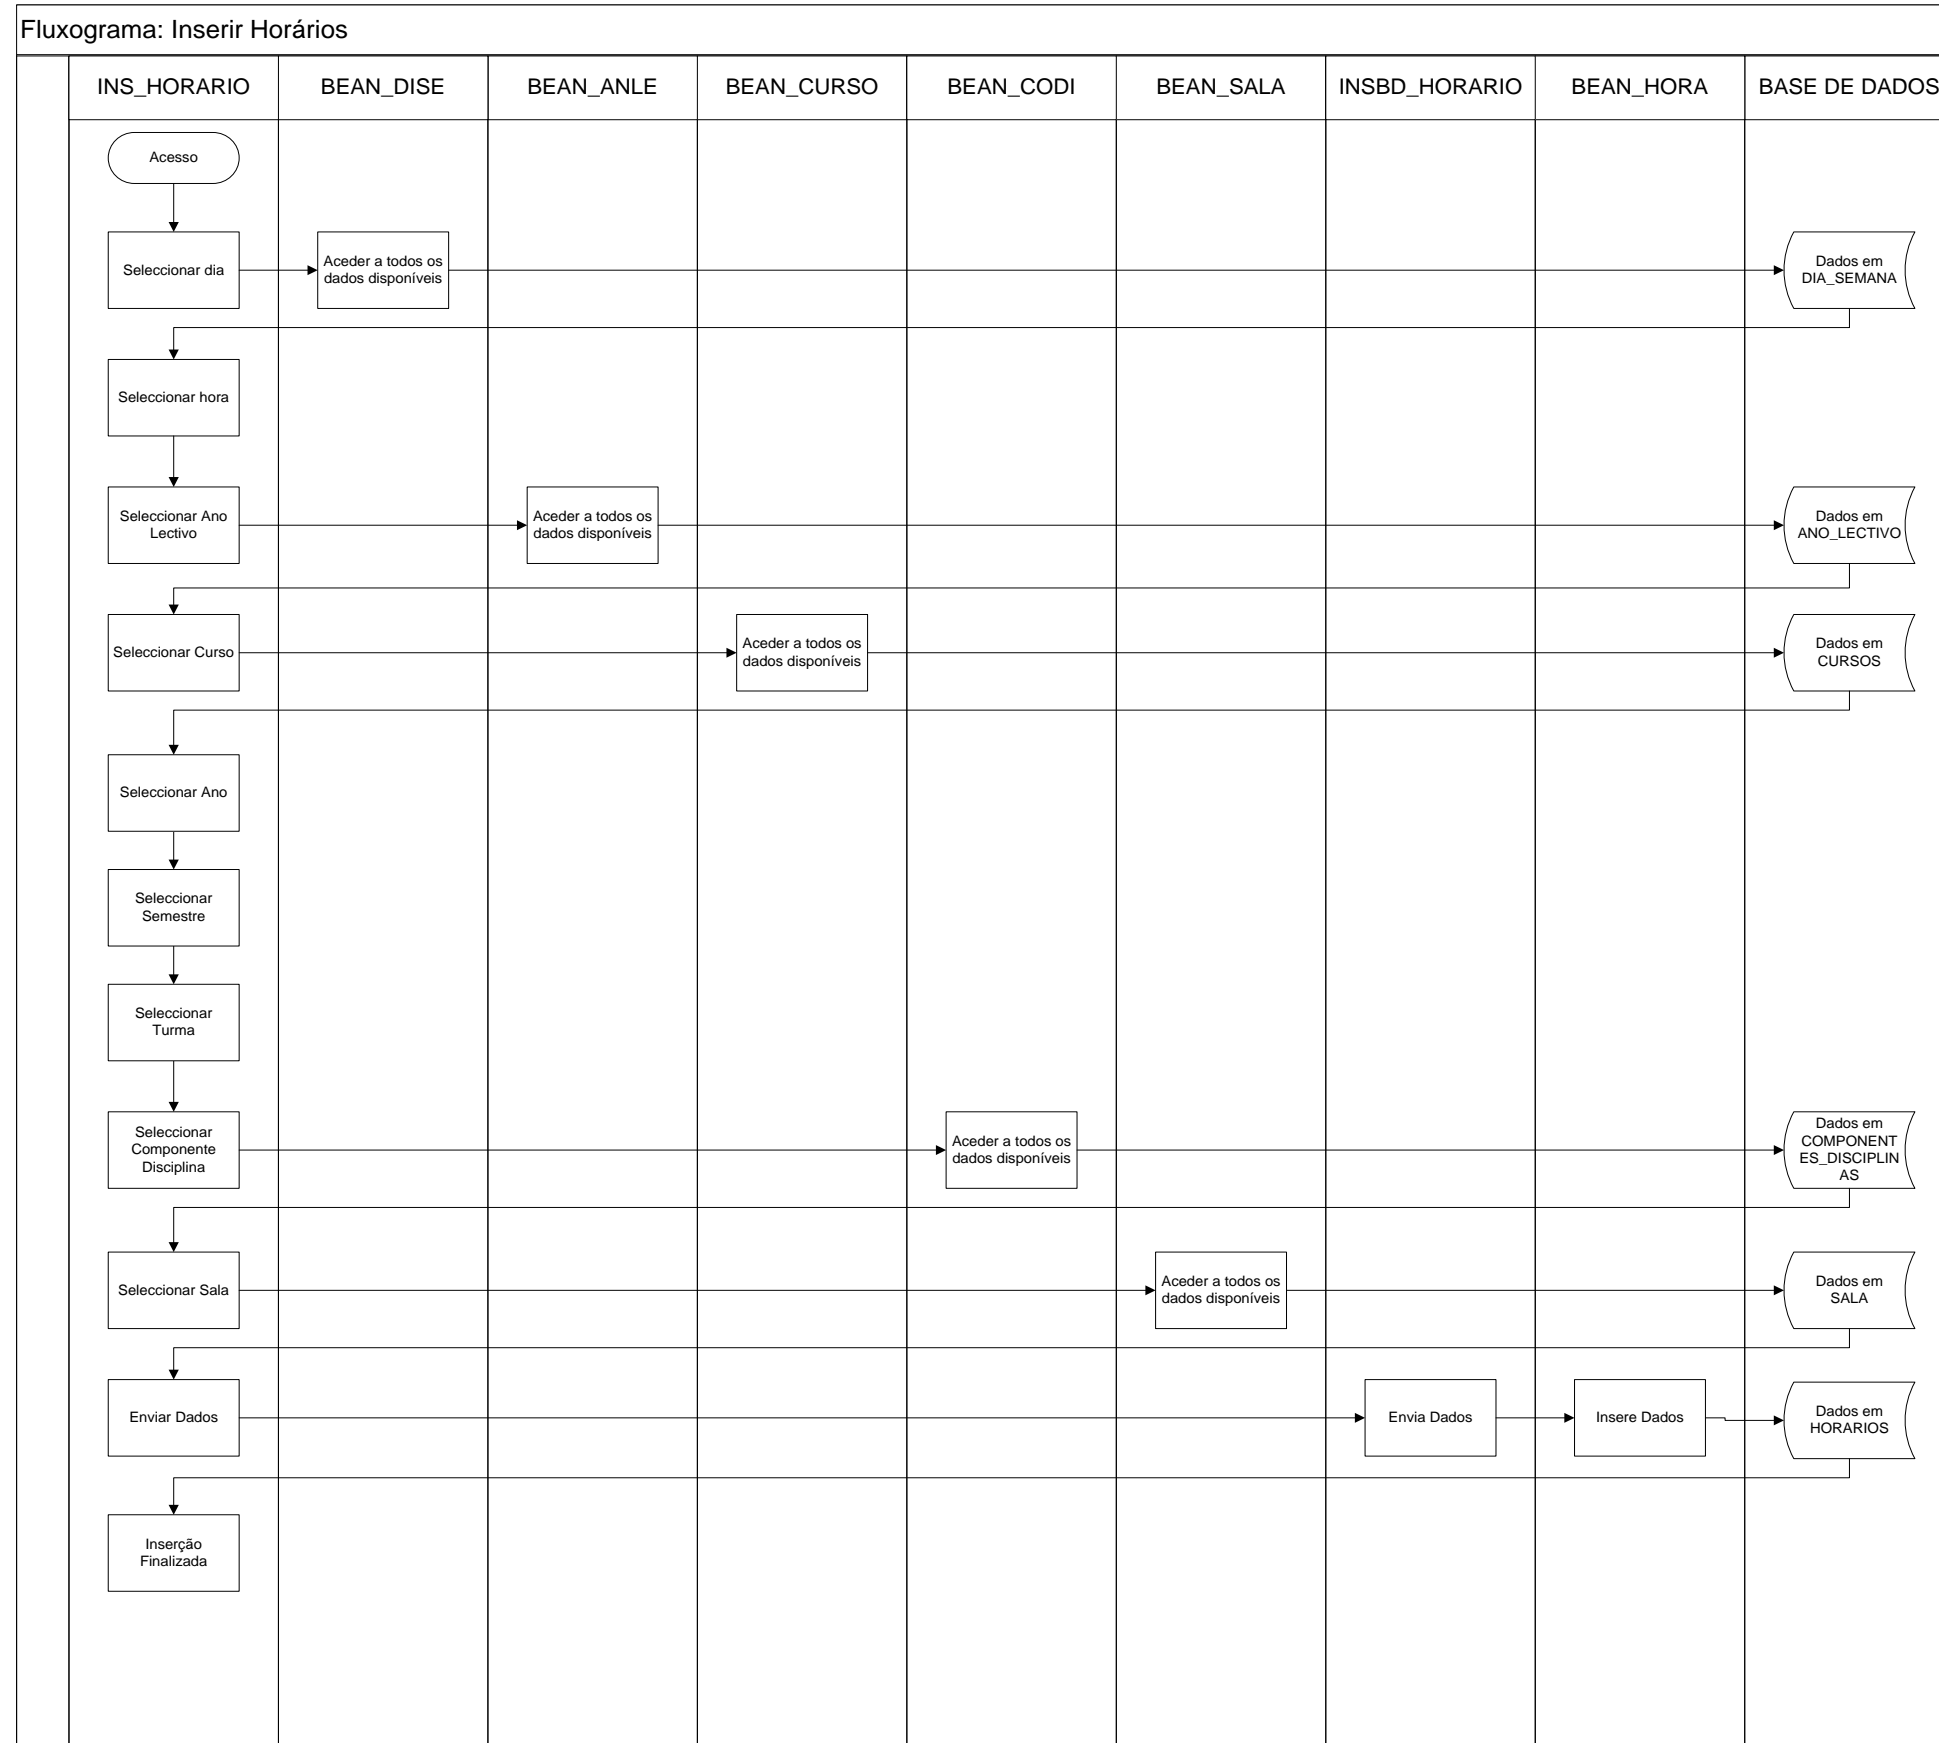 Fluxograma: Inserir Horários
INS_HORARIO
BEAN_DISE
BEAN_ANLE
BEAN_CURSO
BEAN_CODI
BEAN_SALA
INSBD_HORARIO
BEAN_HORA
BASE DE DADOS
Acesso
Seleccionar dia
Aceder a todos os
dados disponíveis
Dados em
DIA_SEMANA
Seleccionar hora
Seleccionar Ano
Lectivo
Aceder a todos os
dados disponíveis
Dados em
ANO_LECTIVO
Seleccionar Curso
Aceder a todos os
dados disponíveis
Dados em
CURSOS
Seleccionar Ano
Seleccionar
Semestre
Seleccionar
Turma
Seleccionar
Componente
Disciplina
Aceder a todos os
dados disponíveis
Dados em
COMPONENT
ES_DISCIPLIN
AS
Seleccionar Sala
Aceder a todos os
dados disponíveis
Dados em
SALA
Enviar Dados
Envia Dados
Insere Dados
Dados em
HORARIOS
Inserção
Finalizada